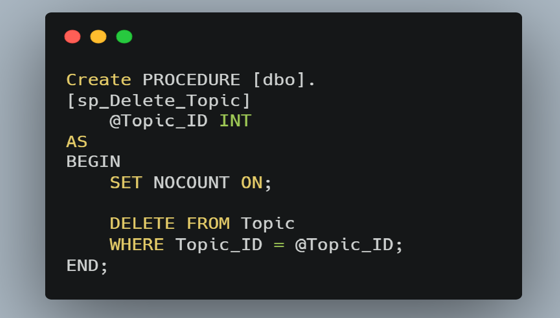 Create PROCEDURE [dbo].
[sp_Delete_Topic]
    @Topic_ID INT
AS
BEGIN
    SET NOCOUNT ON;

    DELETE FROM Topic
    WHERE Topic_ID = @Topic_ID;
END;